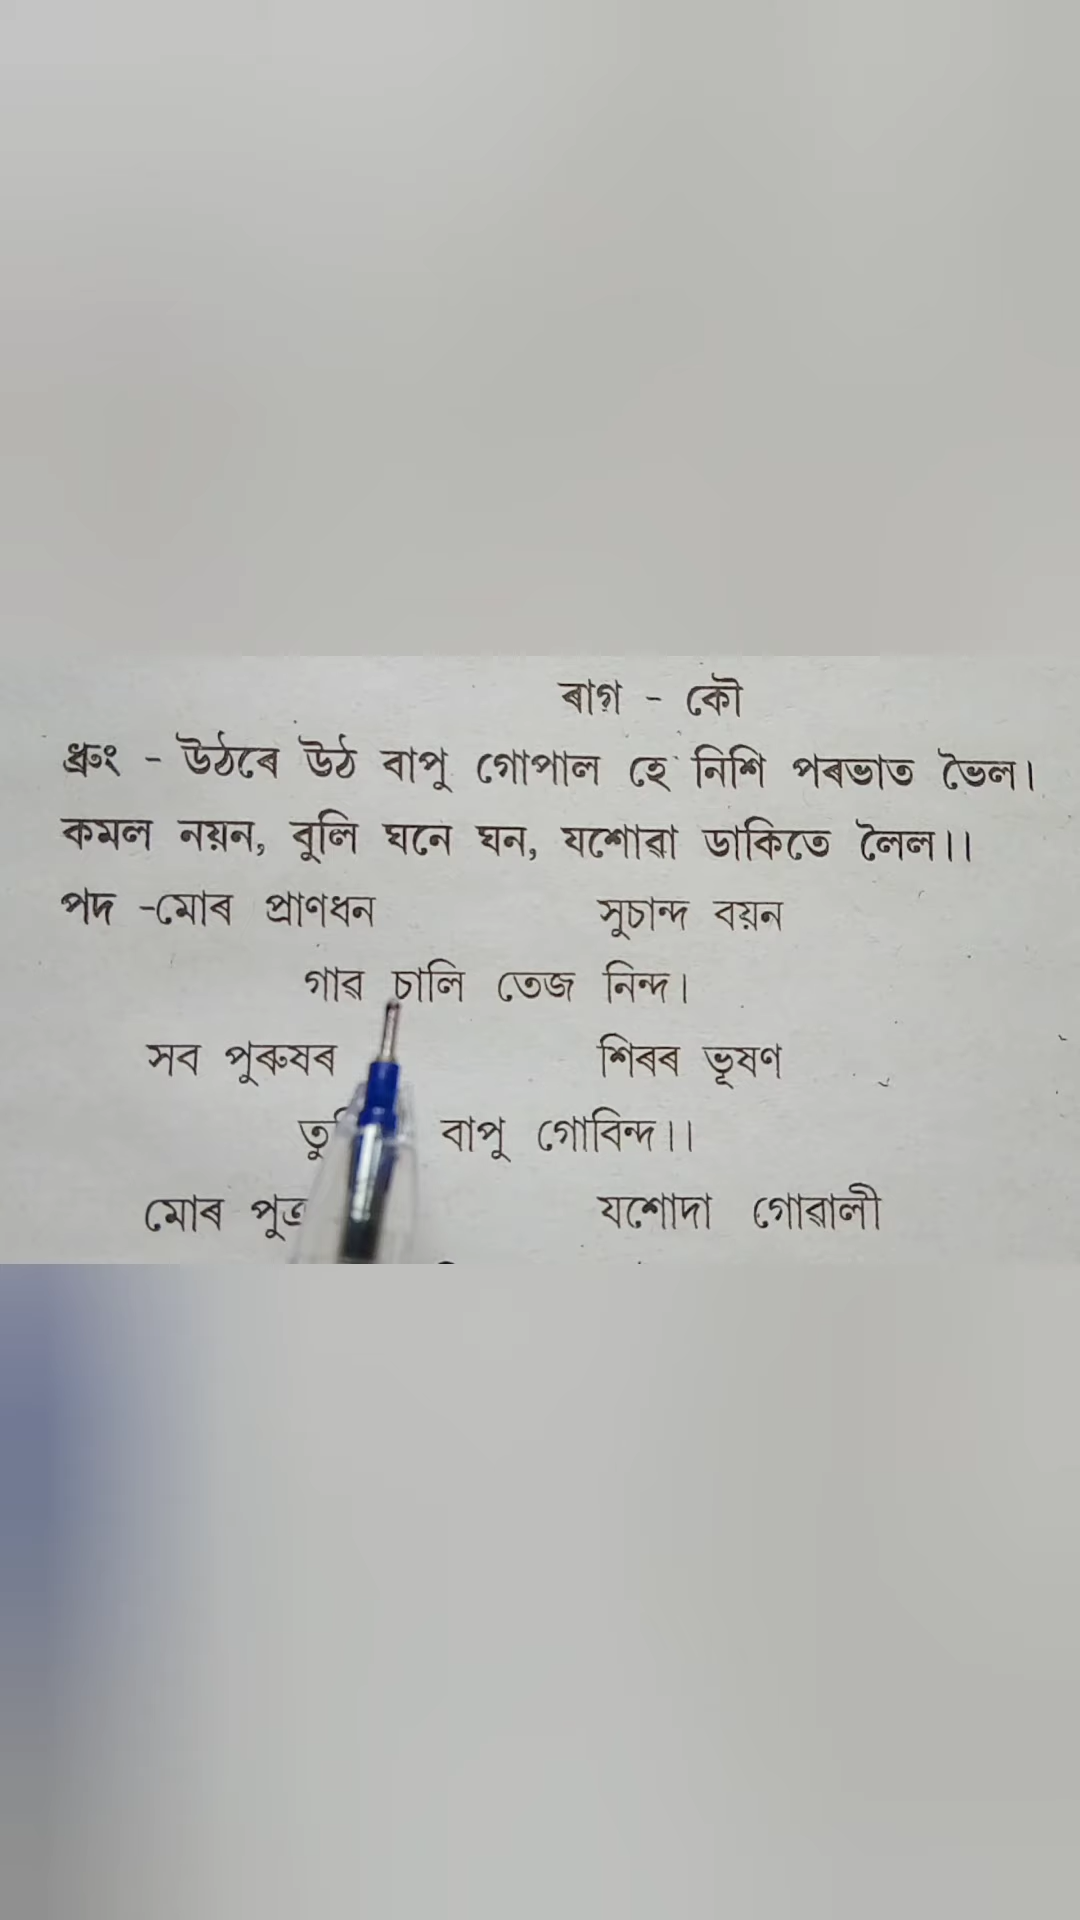 ৰাগ - কৌ
ধ্ৰুং - উঠৰে উঠ বাপু গোপাল হে নিশি পৰভাত ভৈল।
কমল নয়ন, বুলি ঘনে ঘন, যশোৱা ডাকিতে লৈল।।
পদ -মোৰ প্ৰাণধন সুচান্দ বয়ন
গাৱ চালি তেজ নিন্দ।
সব পুৰুষৰ শিৰৰ ভূষণ
বাপু গোবিন্দ।।
মোৰ পুত্ৰ যশোদা গোৱালী